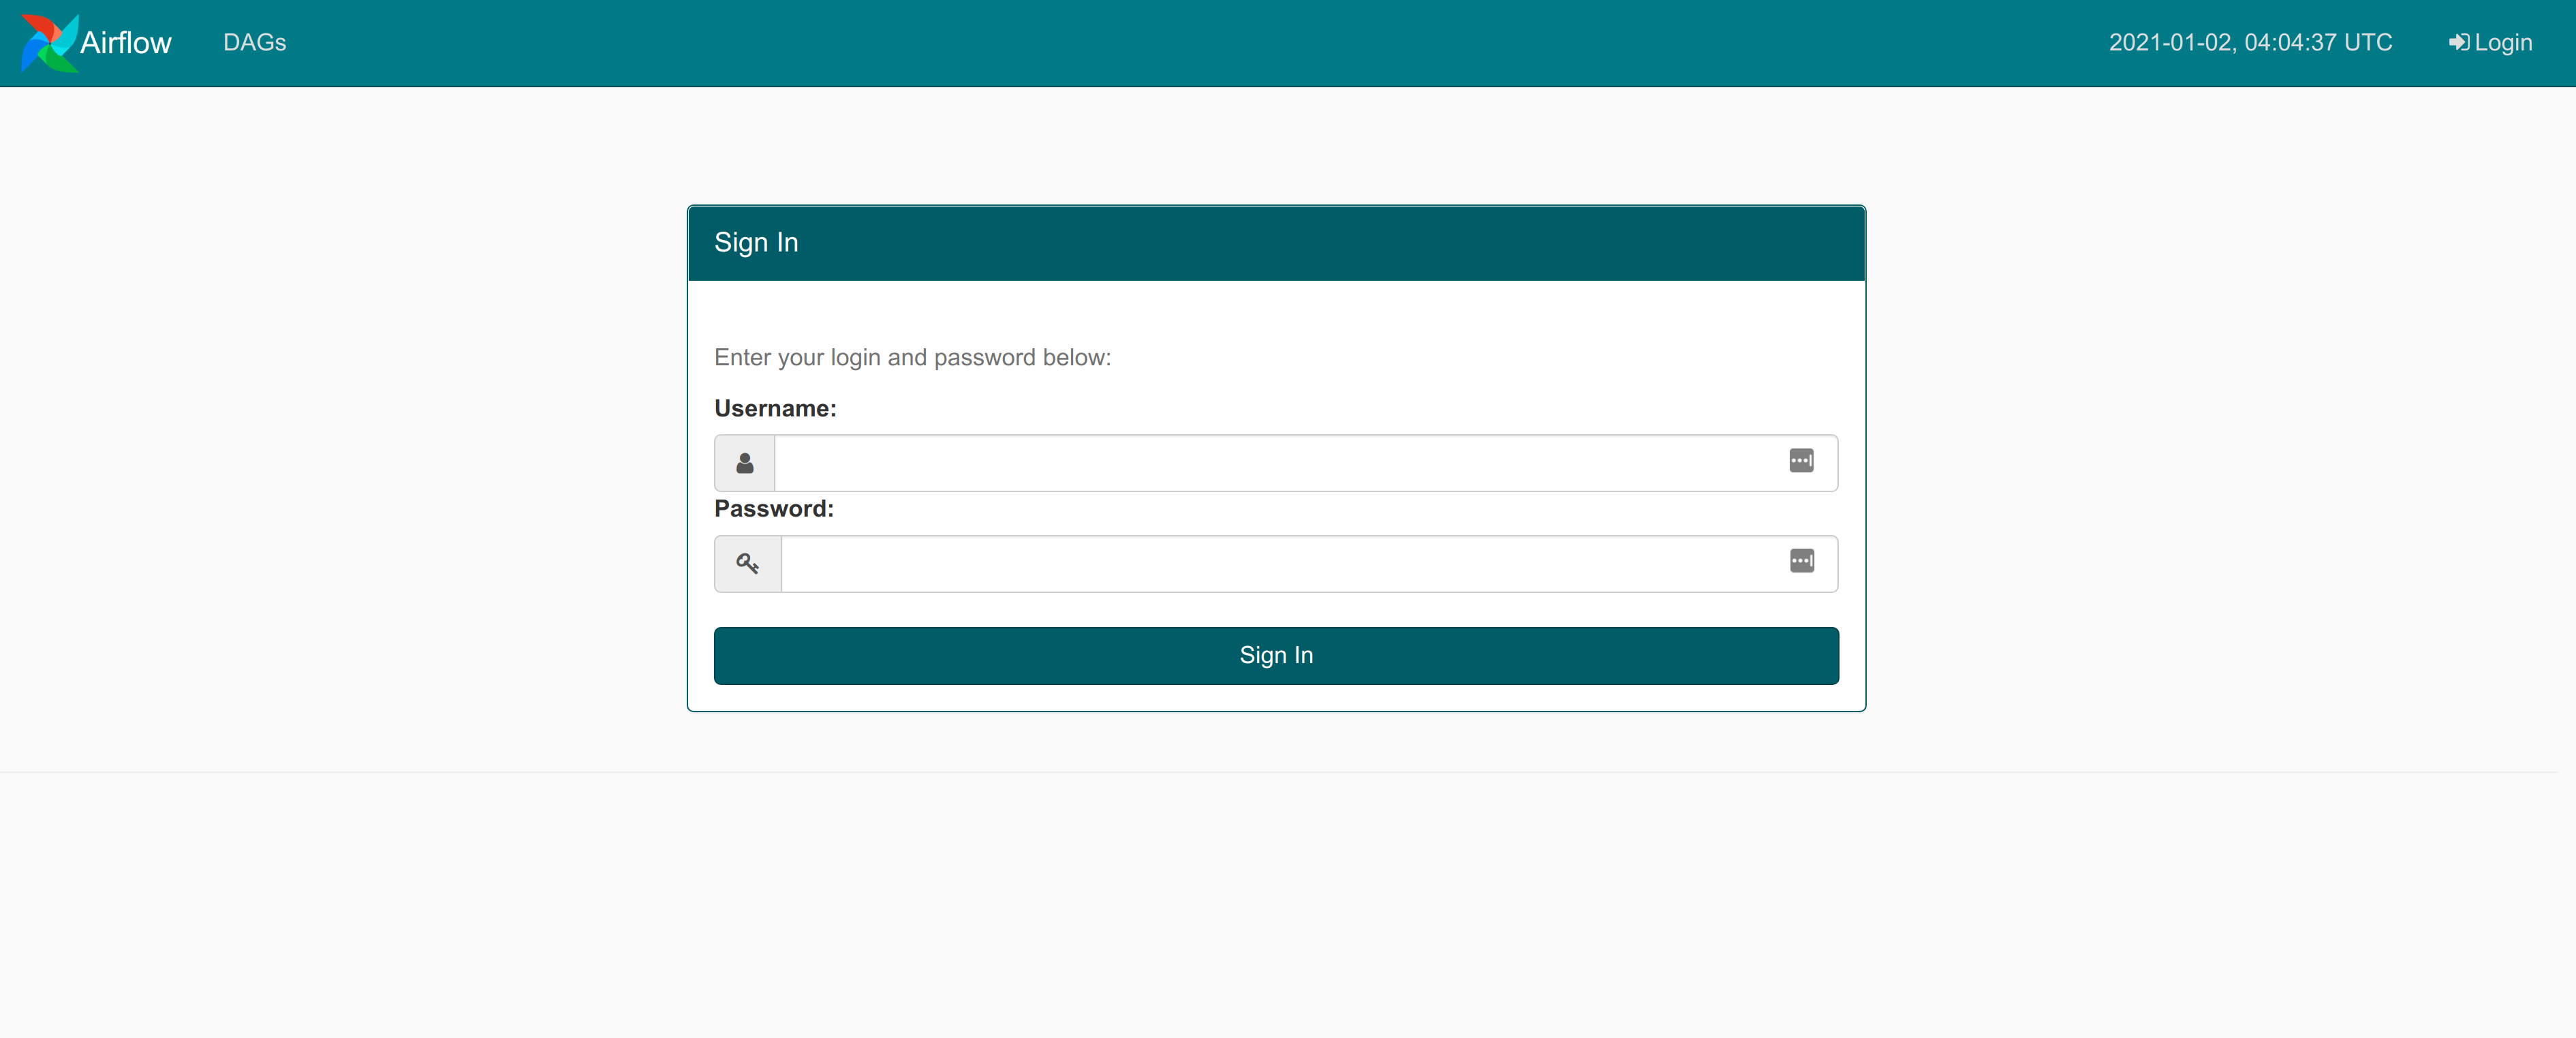 Airflow DAGs 2021-01-02, 04:04:37 UTC Login
Sign In
Enter your login and password below:
Username:
Password:
Sign In